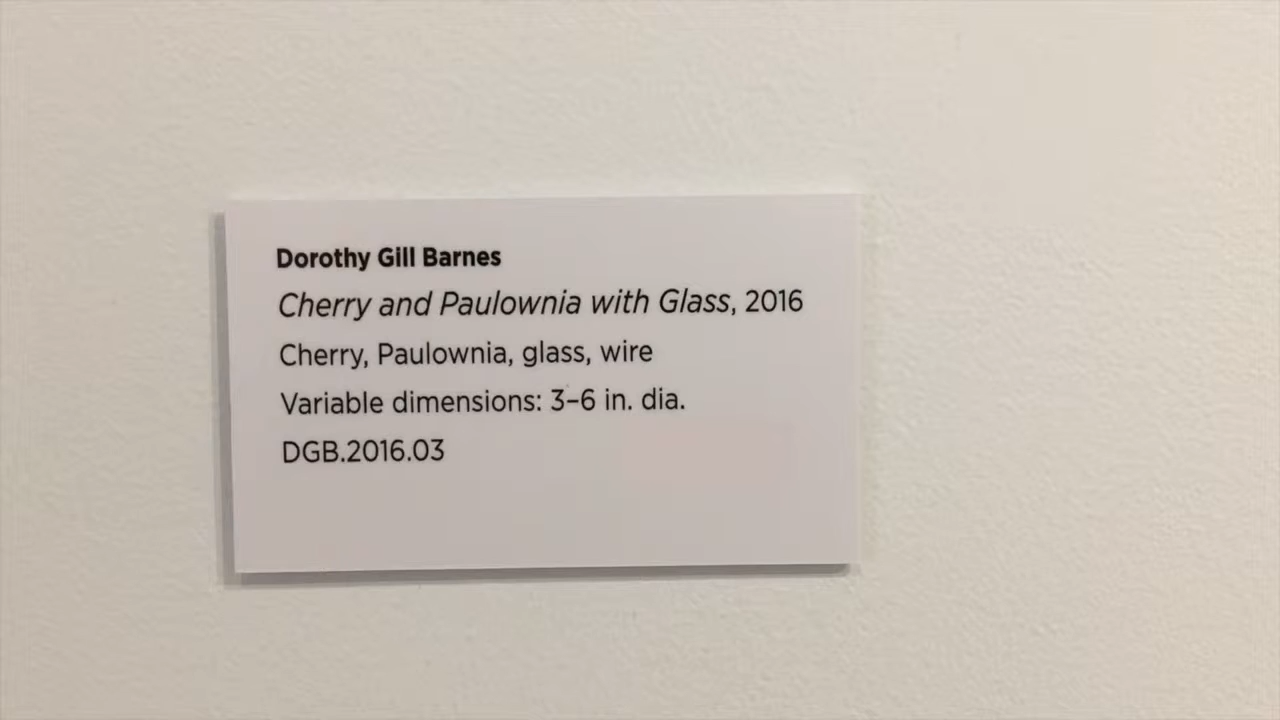 Dorothy Gill Barnes
Cherry and Paulownia with Glass, 2016
Cherry, Paulownia, glass, wire
Variable dimensions: 3–6 in. dia.
DGB.2016.03